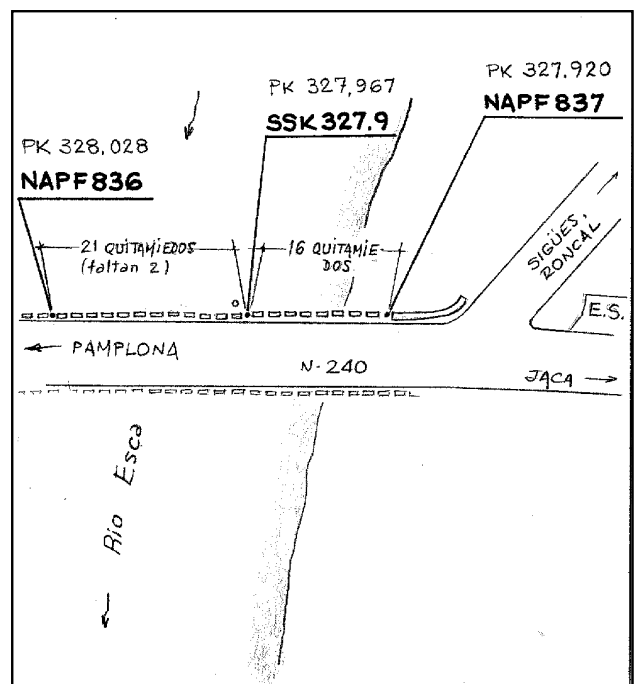 PK 327,967
PK 327.920
SSK 327.9
NAPF 837
PK 328,028
NAPF 836
21 QUITAMIEDOS
(faltan 2)
16 QUITAMIE-
DOS
SIGÜES,
RONCAL
E.S.
PAMPLONA
N-240
JACA
Rio Esca